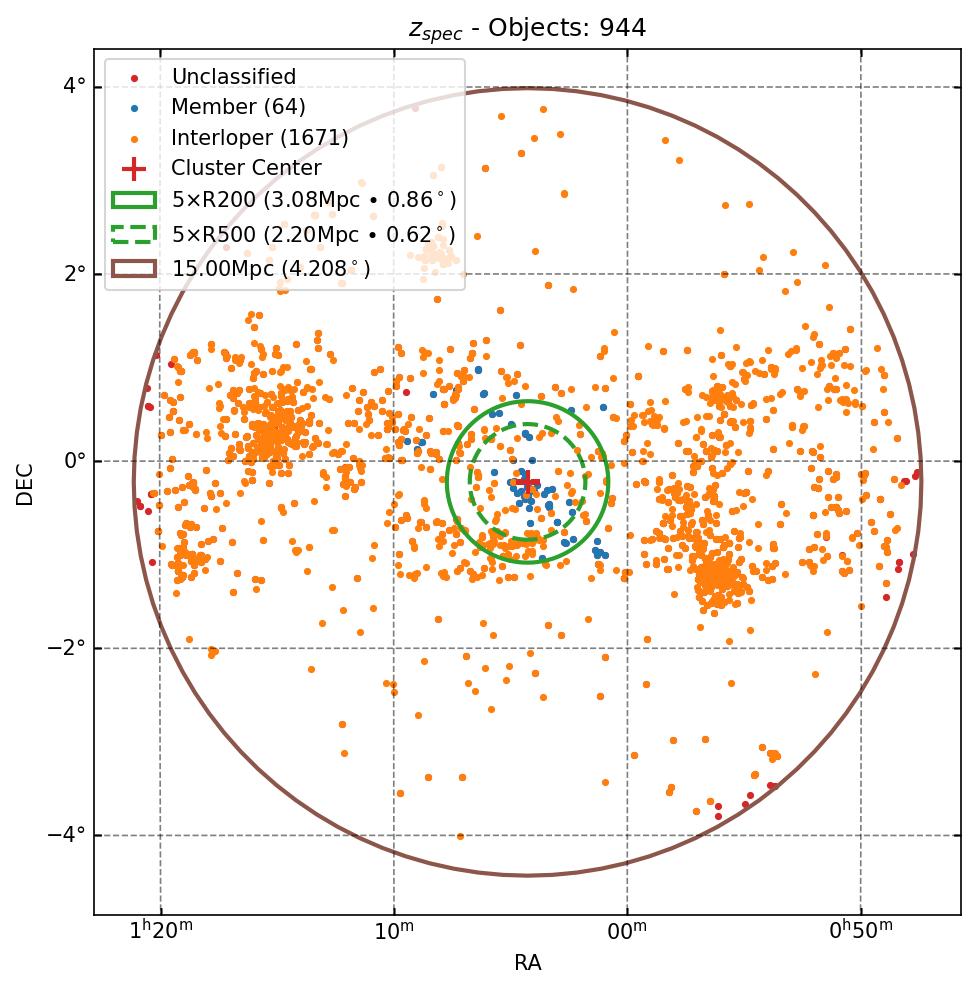 z_spec - Objects: 944
Unclassified
Member (64)
Interloper (1671)
Cluster Center
5×R200 (3.08Mpc • 0.86°)
5×R500 (2.20Mpc • 0.62°)
15.00Mpc (4.208°)
4°
2°
0°
−2°
−4°
DEC
1ʰ20ᵐ 10ᵐ 00ᵐ 0ʰ50ᵐ
RA